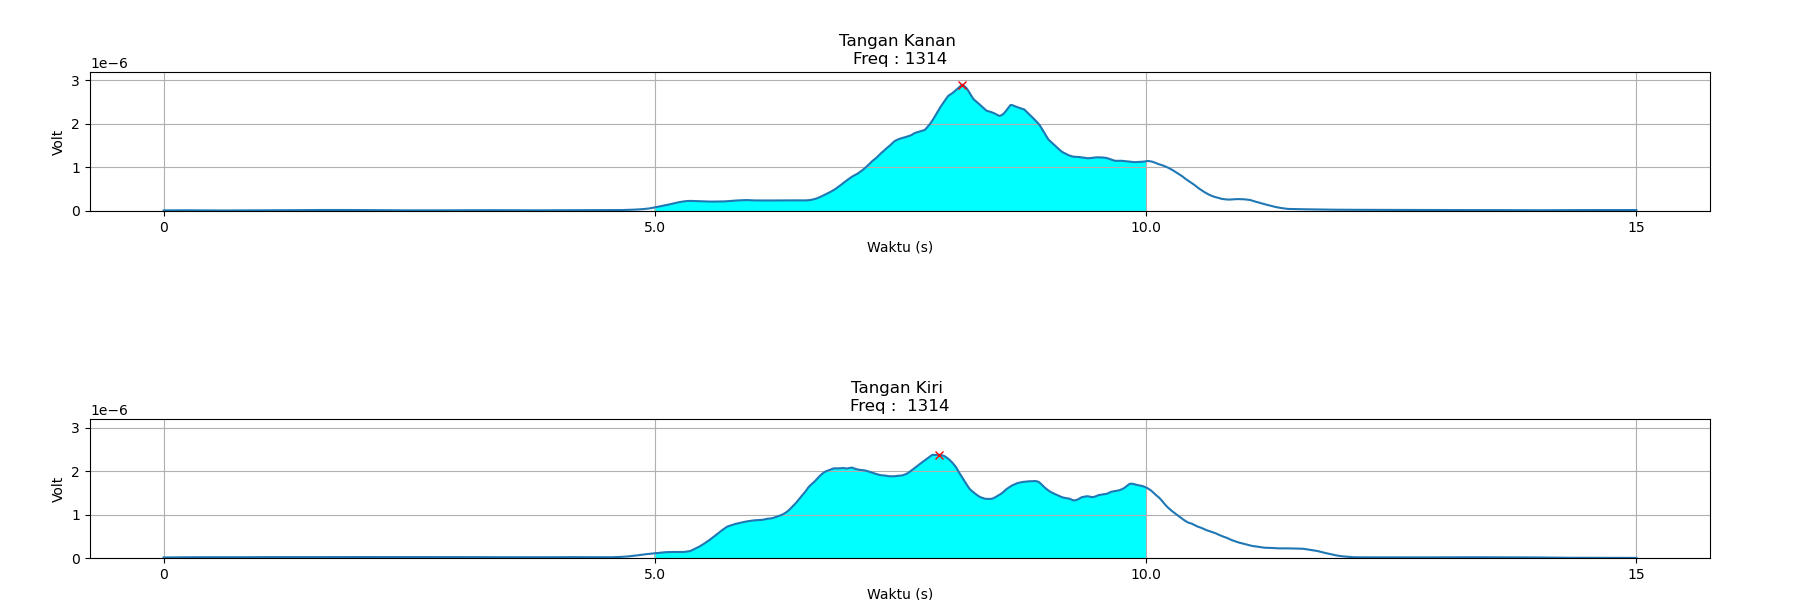 Tangan Kanan
Freq : 1314
1e−6
3
2
1
0
Volt
0 5.0 10.0 15
Waktu (s)
Tangan Kiri
Freq :  1314
1e−6
3
2
1
0
Volt
0 5.0 10.0 15
Waktu (s)